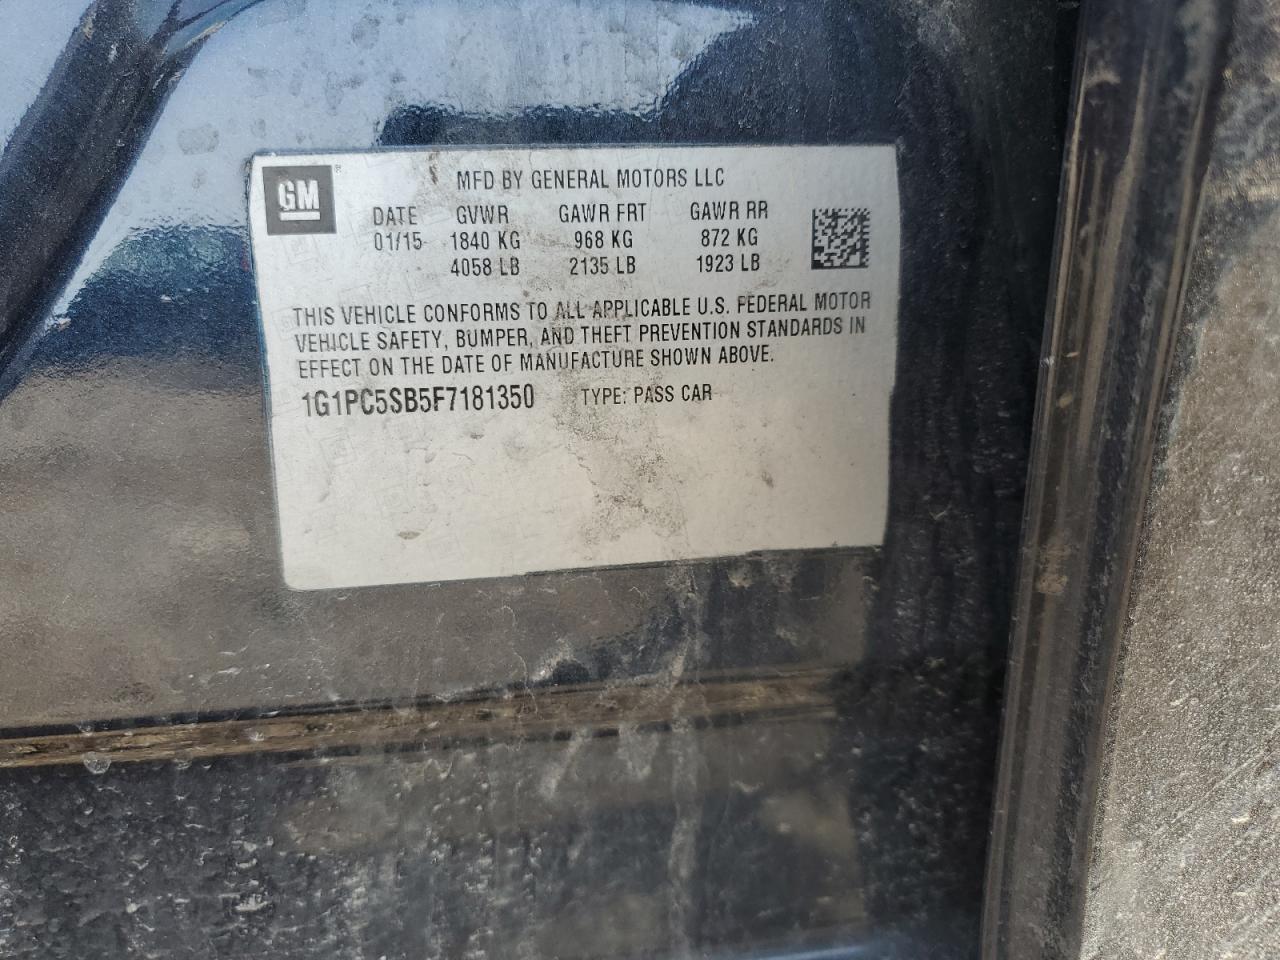 GM
MFD BY GENERAL MOTORS LLC
DATE GVWR GAWR FRT GAWR RR
01/15 1840 KG 968 KG 872 KG
4058 LB 2135 LB 1923 LB
THIS VEHICLE CONFORMS TO ALL APPLICABLE U.S. FEDERAL MOTOR
VEHICLE SAFETY, BUMPER, AND THEFT PREVENTION STANDARDS IN
EFFECT ON THE DATE OF MANUFACTURE SHOWN ABOVE.
1G1PC5SB5F7181350 TYPE: PASS CAR